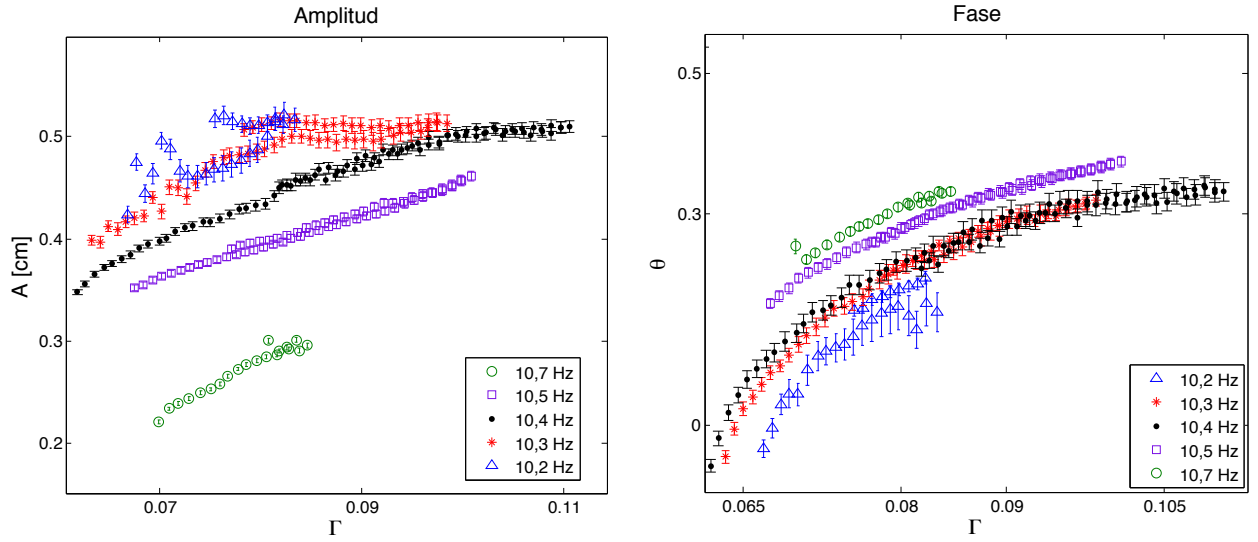 Amplitud
A [cm]
0.5
0.4
0.3
0.2
0.07
0.09
0.11
Γ
10,7 Hz
10,5 Hz
10,4 Hz
10,3 Hz
10,2 Hz
Fase
θ
0.5
0.3
0
0.065
0.08
0.09
0.105
Γ
10,2 Hz
10,3 Hz
10,4 Hz
10,5 Hz
10,7 Hz